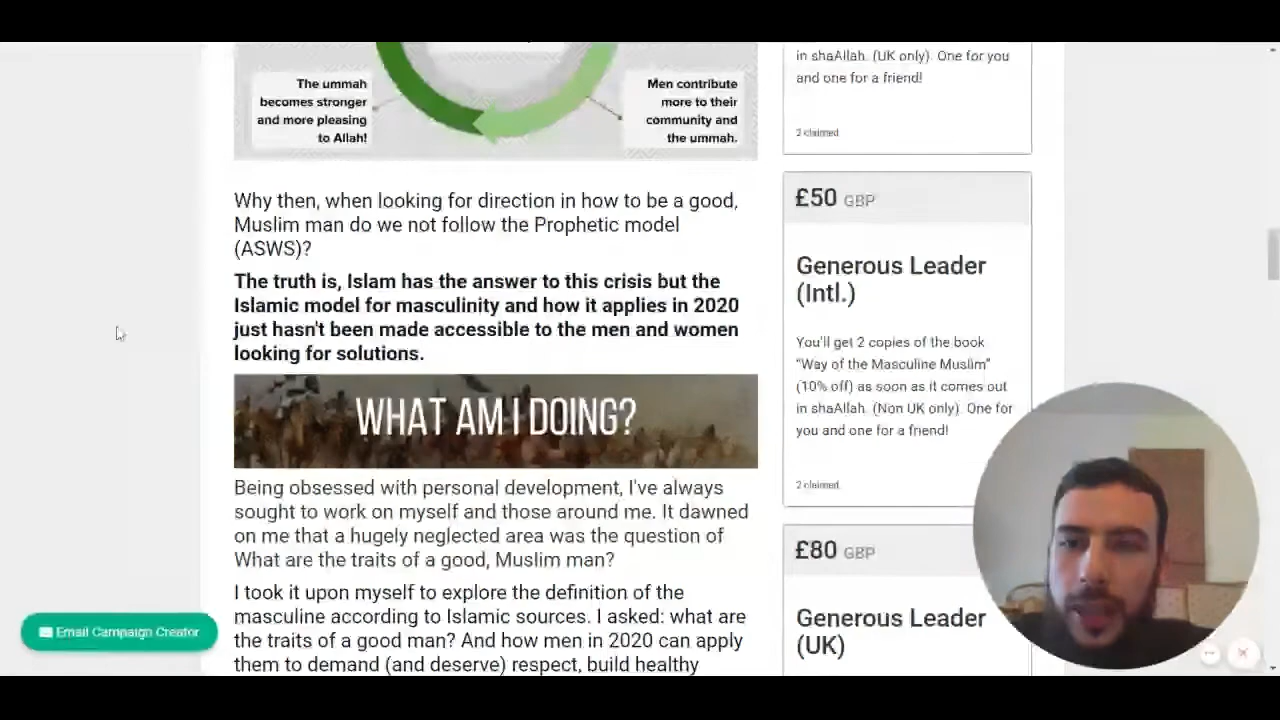 The ummah
becomes stronger
and more pleasing
to Allah!
Men contribute
more to their
community and
the ummah.
Why then, when looking for direction in how to be a good,
Muslim man do we not follow the Prophetic model
(ASWS)?
The truth is, Islam has the answer to this crisis but the
Islamic model for masculinity and how it applies in 2020
just hasn't been made accessible to the men and women
looking for solutions.
WHAT AM I DOING?
Being obsessed with personal development, I've always
sought to work on myself and those around me. It dawned
on me that a hugely neglected area was the question of
What are the traits of a good, Muslim man?
I took it upon myself to explore the definition of the
masculine according to Islamic sources. I asked: what are
the traits of a good man? And how men in 2020 can apply
them to demand (and deserve) respect, build healthy
in shaAllah. (UK only). One for you
and one for a friend!
2 claimed
£50 GBP
Generous Leader
(Intl.)
You'll get 2 copies of the book
"Way of the Masculine Muslim"
(10% off) as soon as it comes out
in shaAllah. (Non UK only). One for
you and one for a friend!
2 claimed
£80 GBP
Generous Leader
(UK)
Email Campaign Creator